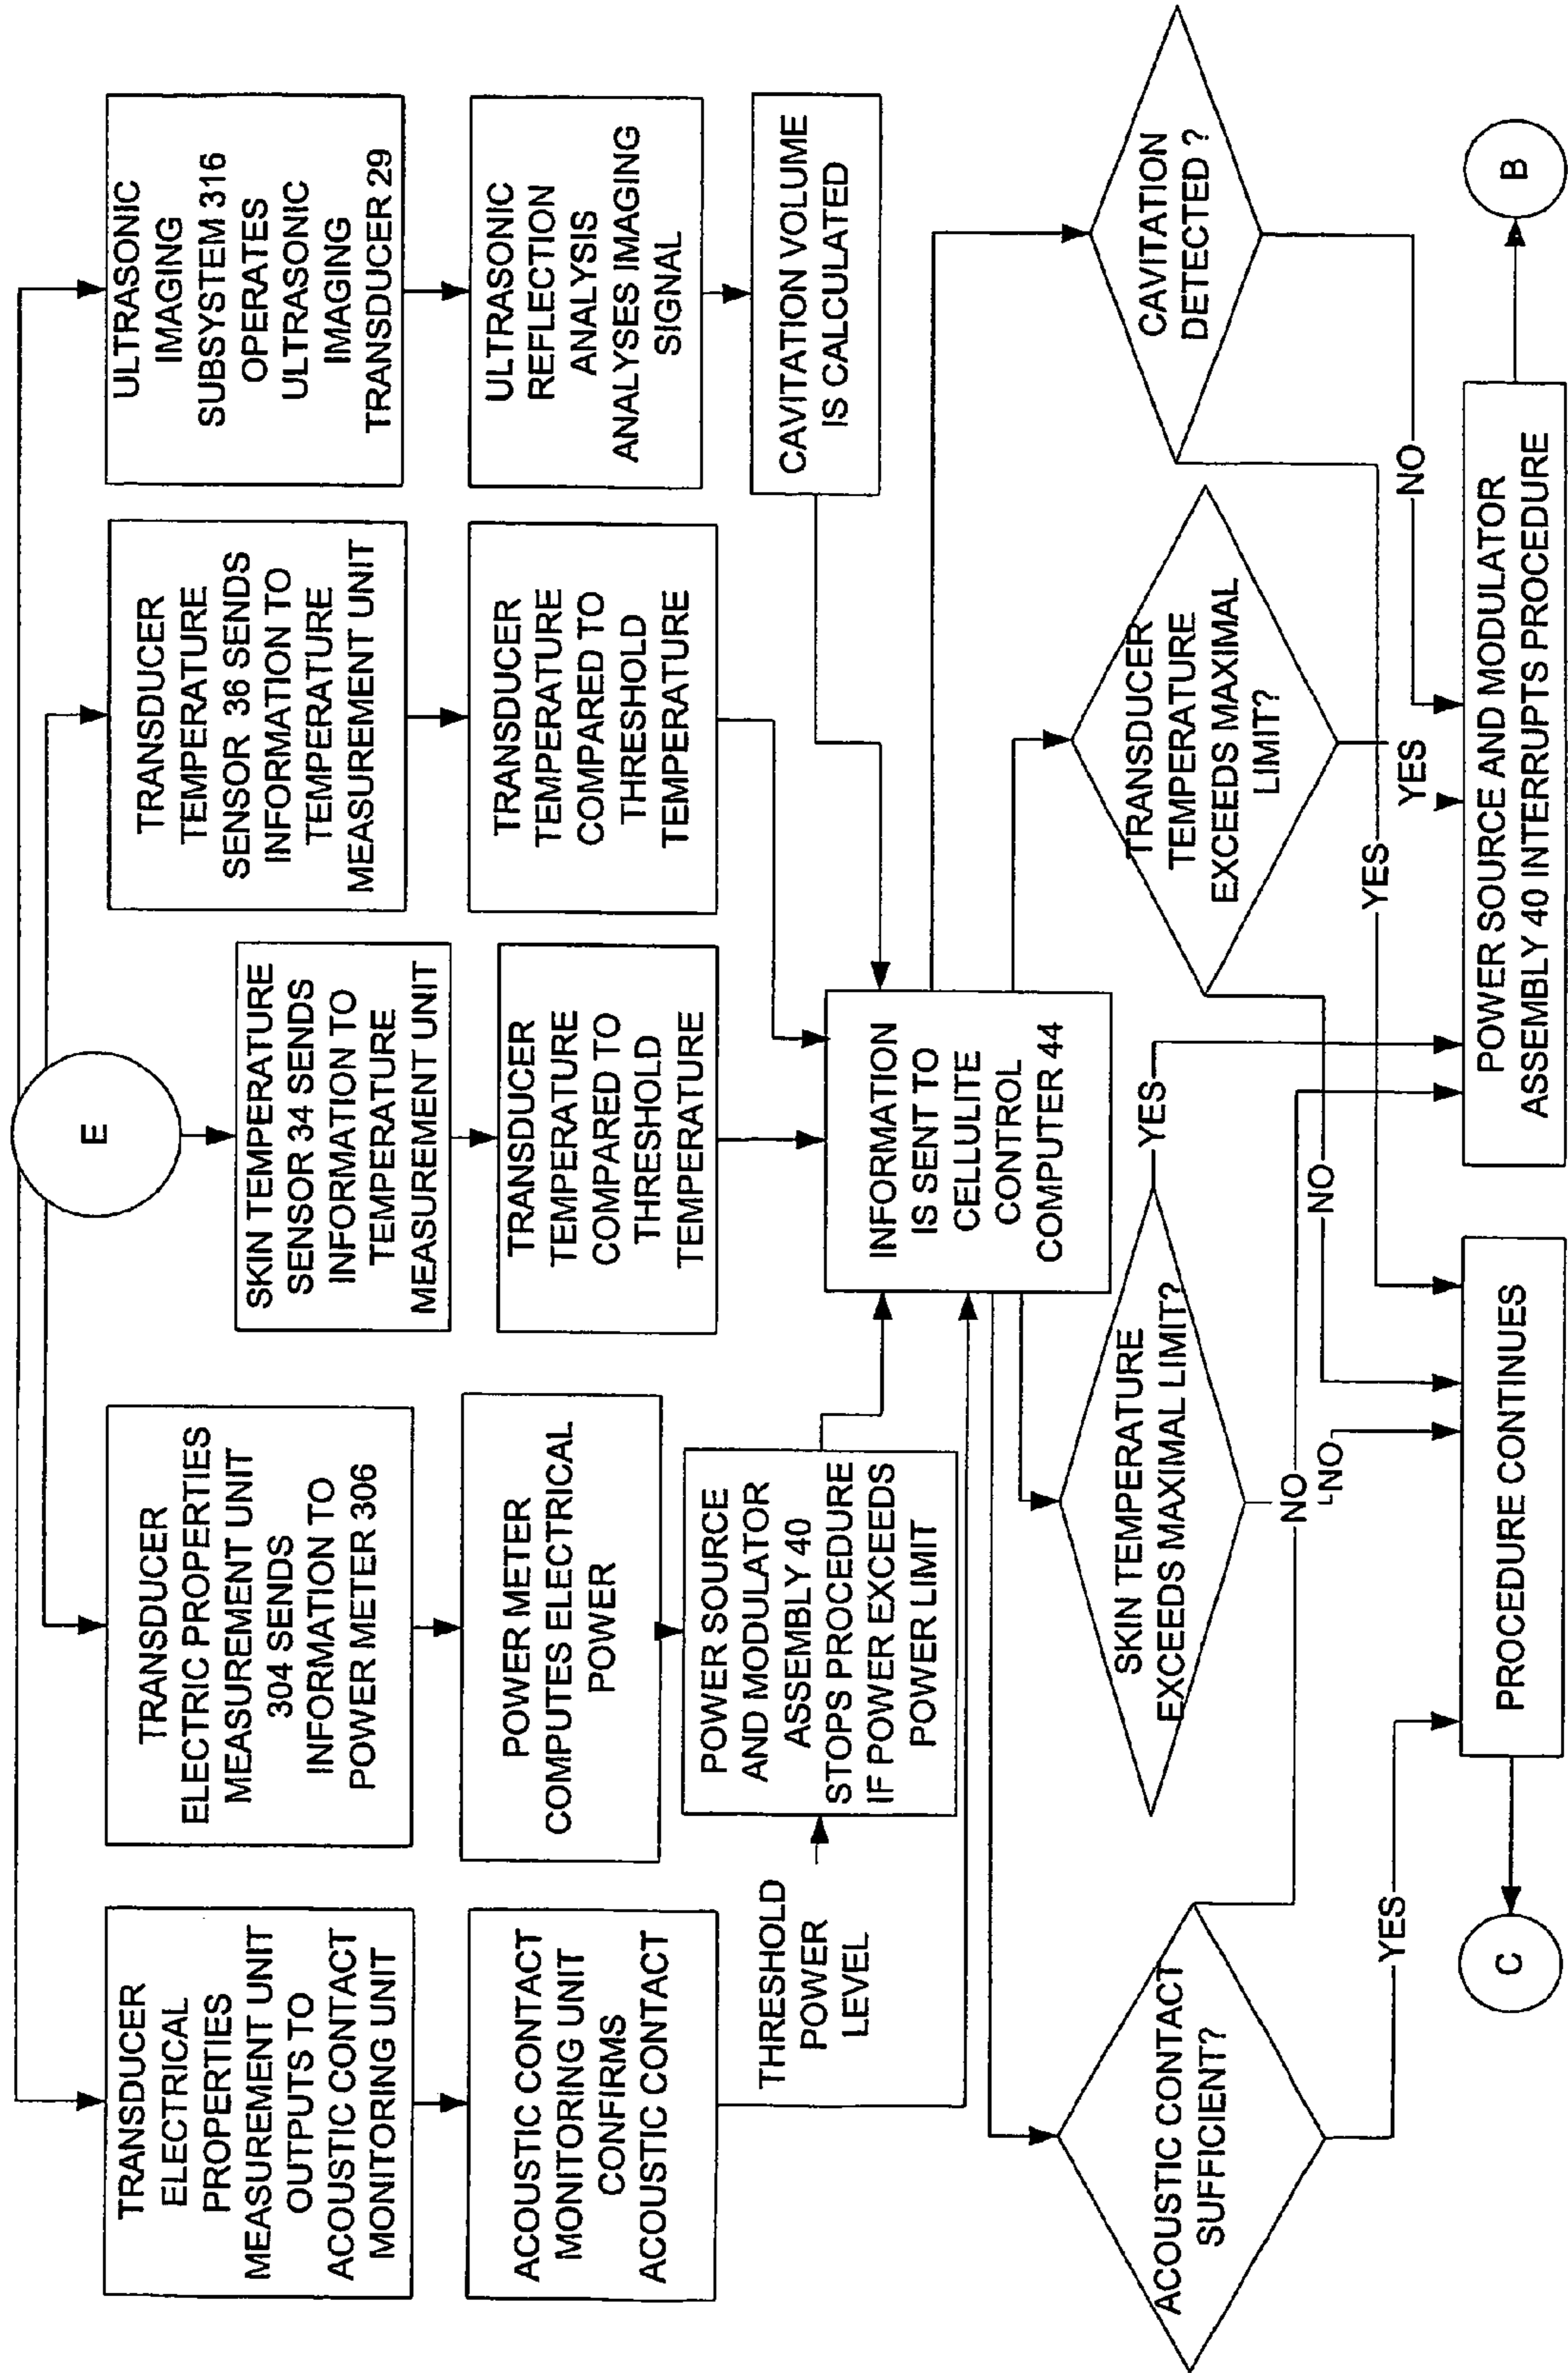 E
TRANSDUCER
ELECTRICAL
PROPERTIES
MEASUREMENT UNIT
OUTPUTS TO
ACOUSTIC CONTACT
MONITORING UNIT
TRANSDUCER
ELECTRIC PROPERTIES
MEASUREMENT UNIT
304 SENDS
INFORMATION TO
POWER METER 306
SKIN TEMPERATURE
SENSOR 34 SENDS
INFORMATION TO
TEMPERATURE
MEASUREMENT UNIT
TRANSDUCER
TEMPERATURE
SENSOR 36 SENDS
INFORMATION TO
TEMPERATURE
MEASUREMENT UNIT
ULTRASONIC
IMAGING
SUBSYSTEM 316
OPERATES
ULTRASONIC
IMAGING
TRANSDUCER 29
ACOUSTIC CONTACT
MONITORING UNIT
CONFIRMS
ACOUSTIC CONTACT
POWER METER
COMPUTES ELECTRICAL
POWER
TRANSDUCER
TEMPERATURE
COMPARED TO
THRESHOLD
TEMPERATURE
TRANSDUCER
TEMPERATURE
COMPARED TO
THRESHOLD
TEMPERATURE
ULTRASONIC
REFLECTION
ANALYSIS
ANALYSES IMAGING
SIGNAL
THRESHOLD
POWER
LEVEL
POWER SOURCE
AND MODULATOR
ASSEMBLY 40
STOPS PROCEDURE
IF POWER EXCEEDS
POWER LIMIT
CAVITATION VOLUME
IS CALCULATED
INFORMATION
IS SENT TO
CELLULITE
CONTROL
COMPUTER 44
ACOUSTIC CONTACT
SUFFICIENT?
SKIN TEMPERATURE
EXCEEDS MAXIMAL LIMIT?
TRANSDUCER
TEMPERATURE
EXCEEDS MAXIMAL
LIMIT?
CAVITATION
DETECTED ?
YES
NO
NO
YES
NO
YES
YES
NO
C
PROCEDURE CONTINUES
POWER SOURCE AND MODULATOR
ASSEMBLY 40 INTERRUPTS PROCEDURE
B